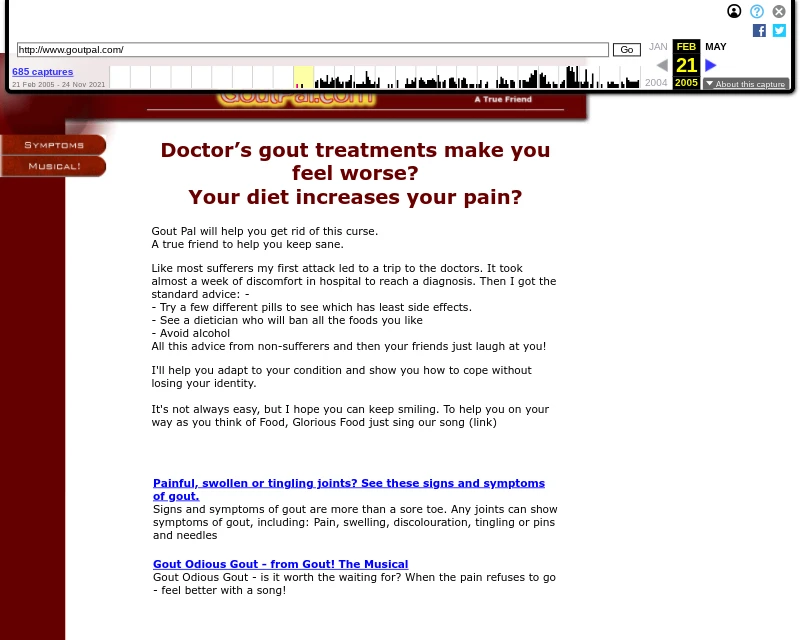 http://www.goutpal.com/
Go
JAN
FEB
MAY
685 captures
21 Feb 2005 - 24 Nov 2021
21
2004
2005
About this capture
GoutPal.com
A True Friend
Symptoms
Musical!
Doctor’s gout treatments make you
feel worse?
Your diet increases your pain?
Gout Pal will help you get rid of this curse.
A true friend to help you keep sane.
Like most sufferers my first attack led to a trip to the doctors. It took
almost a week of discomfort in hospital to reach a diagnosis. Then I got the
standard advice: -
- Try a few different pills to see which has least side effects.
- See a dietician who will ban all the foods you like
- Avoid alcohol
All this advice from non-sufferers and then your friends just laugh at you!
I'll help you adapt to your condition and show you how to cope without
losing your identity.
It's not always easy, but I hope you can keep smiling. To help you on your
way as you think of Food, Glorious Food just sing our song (link)
Painful, swollen or tingling joints? See these signs and symptoms
of gout.
Signs and symptoms of gout are more than a sore toe. Any joints can show
symptoms of gout, including: Pain, swelling, discolouration, tingling or pins
and needles
Gout Odious Gout - from Gout! The Musical
Gout Odious Gout - is it worth the waiting for? When the pain refuses to go
- feel better with a song!